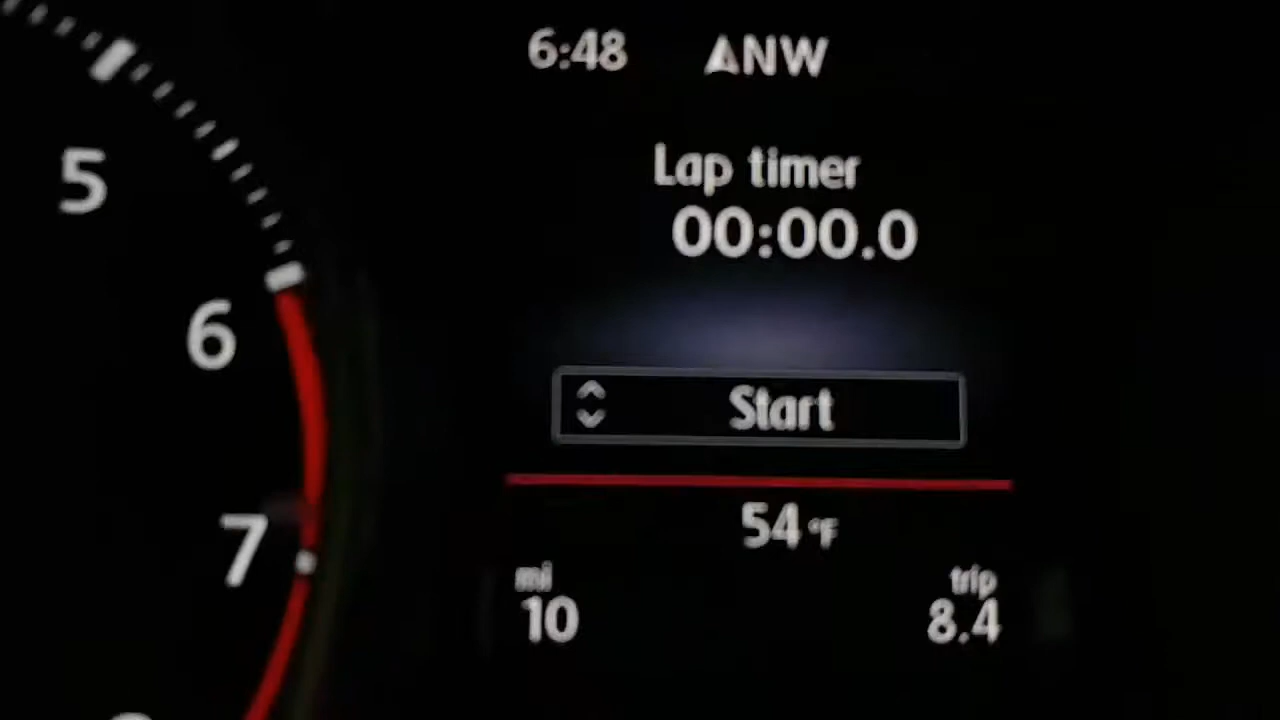 6:48 NW
Lap timer
00:00.0
Start
54 °F
mi trip
10 8.4
5
6
7